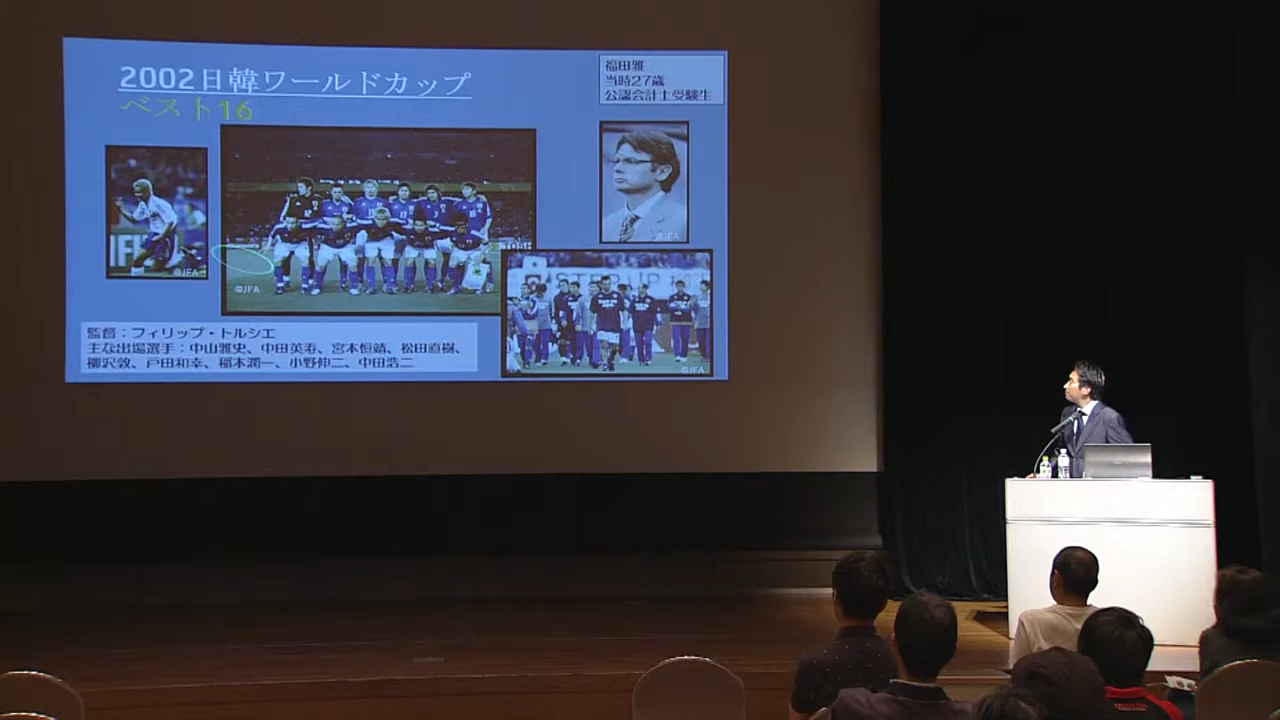 2002日韓ワールドカップ
ベスト16
福田雅
当時27歳
公認会計士受験生
©JFA
©JFA
©JFA
STEP UP
©JFA
監督：フィリップ・トルシエ
主な出場選手：中山雅史、中田英寿、宮本恒靖、松田直樹、
柳沢敦、戸田和幸、稲本潤一、小野伸二、中田浩二